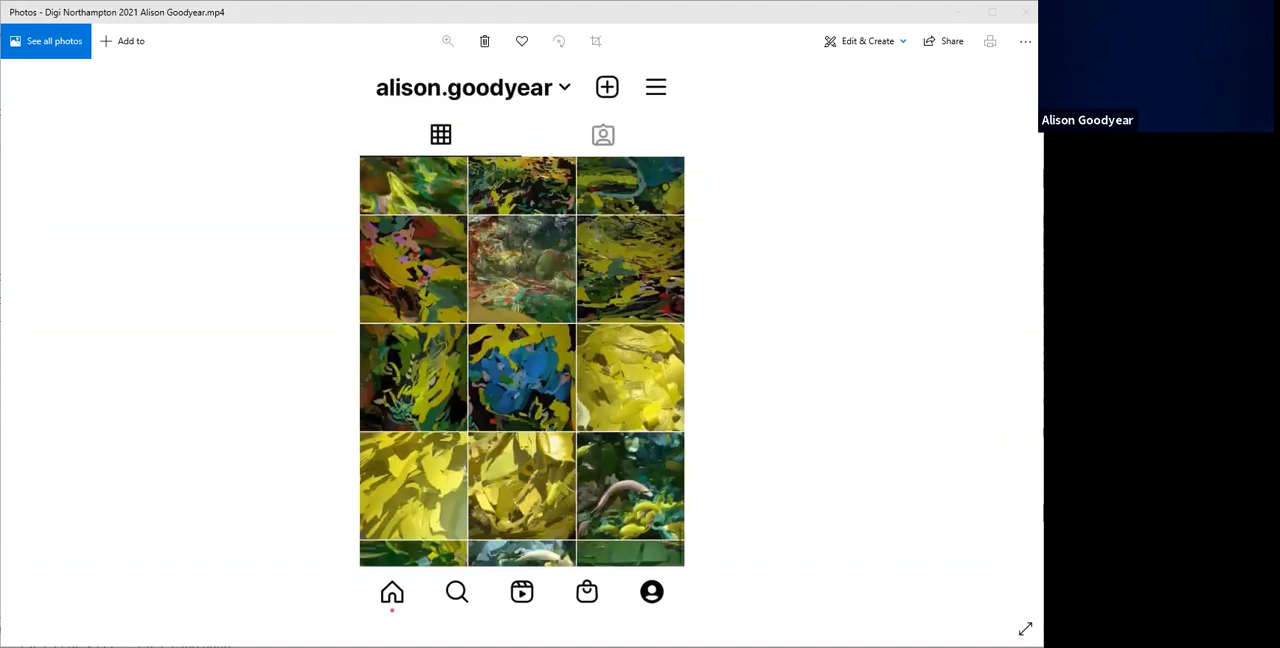 Photos - Digi Northampton 2021 Alison Goodyear.mp4
See all photos
Add to
Edit & Create
Share
alison.goodyear
Alison Goodyear